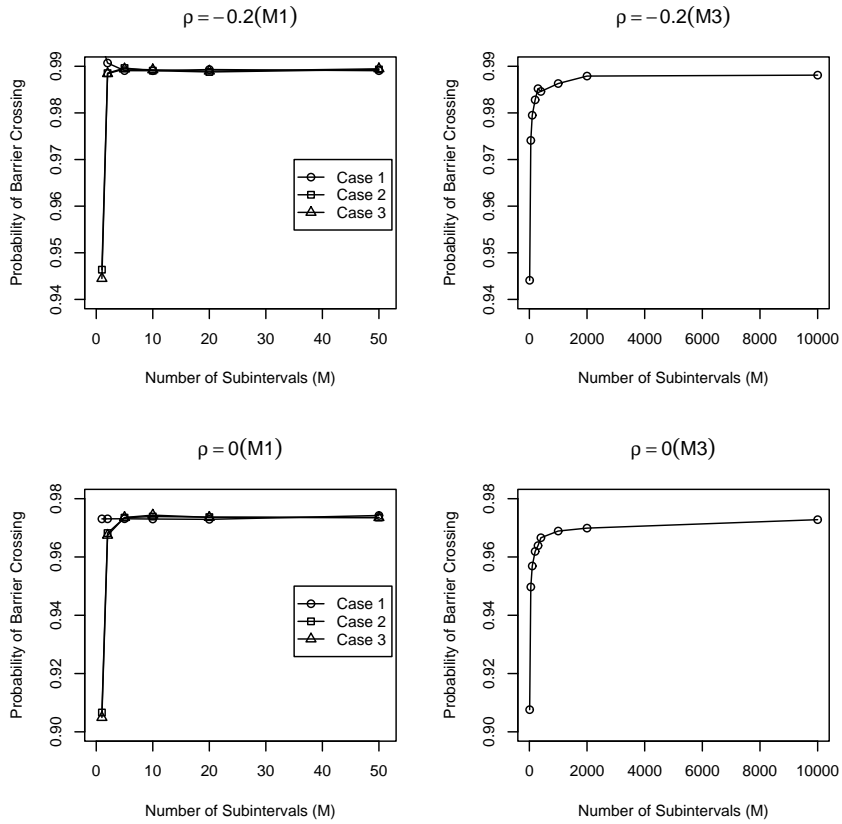 ρ = −0.2(M1)
Probability of Barrier Crossing
0.94 0.95 0.96 0.97 0.98 0.99
Case 1
Case 2
Case 3
0 10 20 30 40 50
Number of Subintervals (M)
ρ = −0.2(M3)
Probability of Barrier Crossing
0.94 0.95 0.96 0.97 0.98 0.99
0 2000 4000 6000 8000 10000
Number of Subintervals (M)
ρ = 0(M1)
Probability of Barrier Crossing
0.90 0.92 0.94 0.96 0.98
Case 1
Case 2
Case 3
0 10 20 30 40 50
Number of Subintervals (M)
ρ = 0(M3)
Probability of Barrier Crossing
0.90 0.92 0.94 0.96 0.98
0 2000 4000 6000 8000 10000
Number of Subintervals (M)